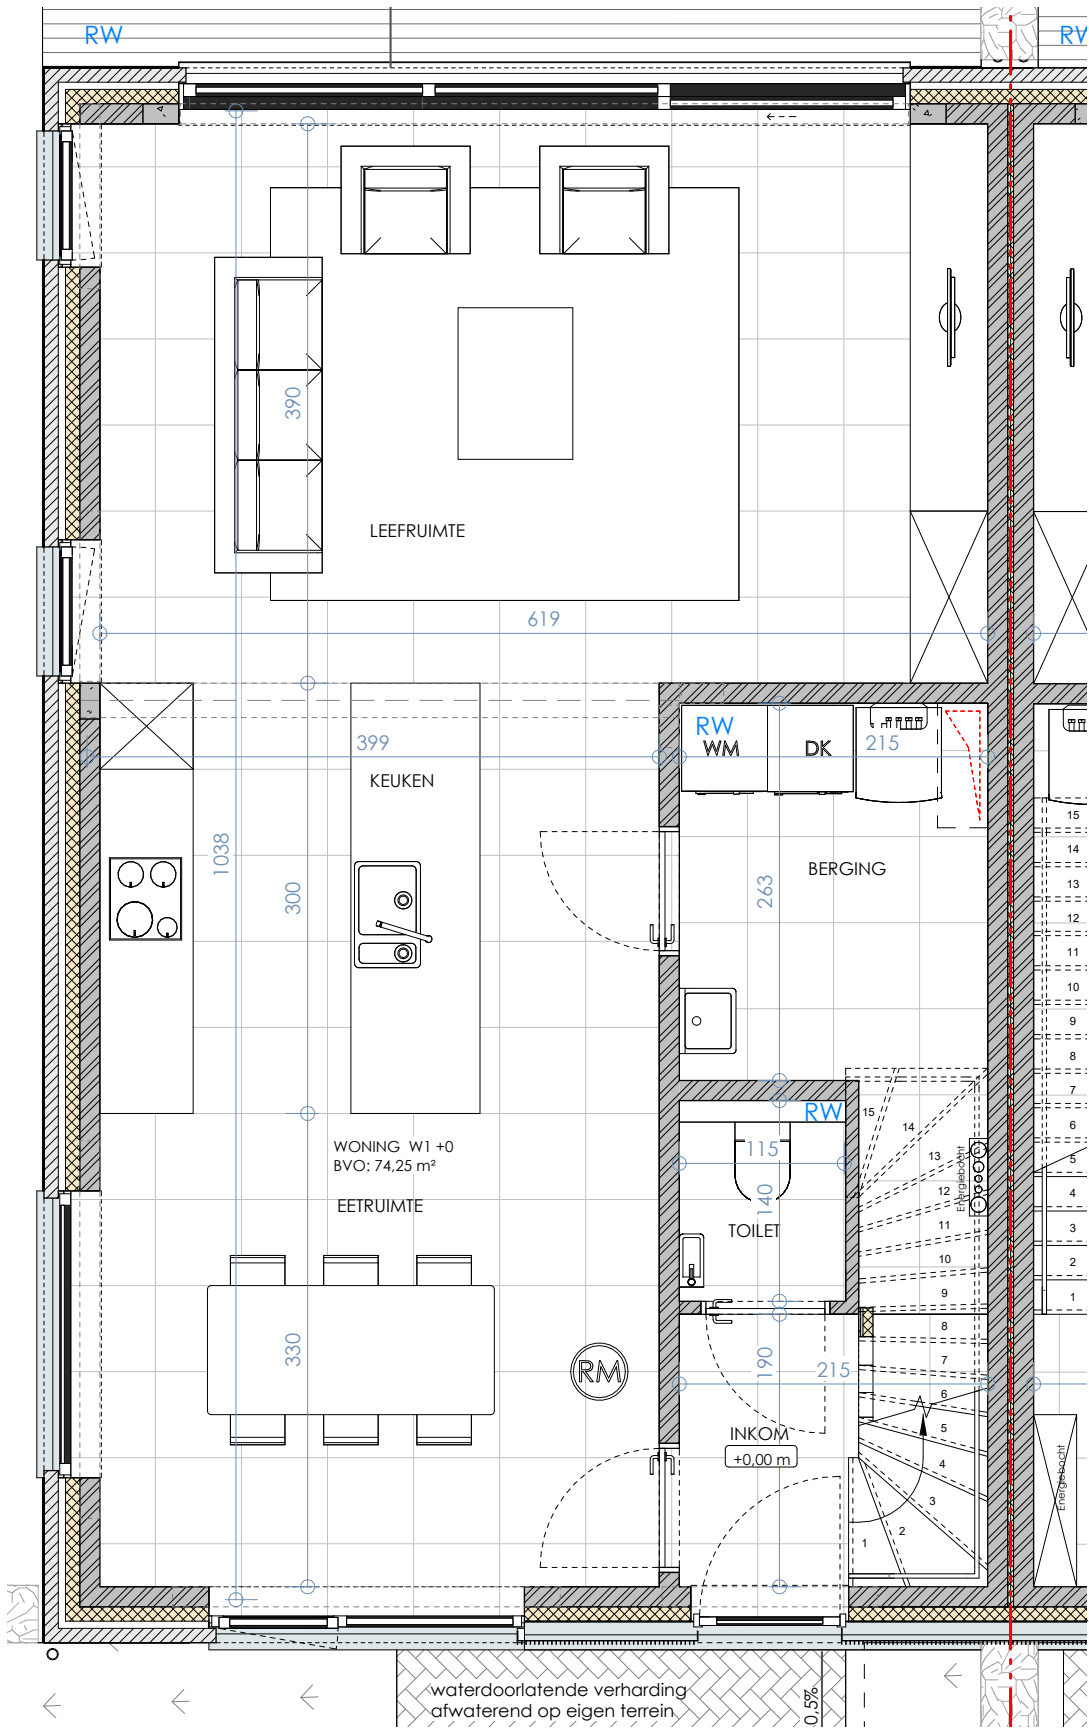 RW
RW
390
LEEFRUIMTE
619
RW
WM
DK
215
399
KEUKEN
1038
300
263
BERGING
15
14
13
12
11
10
9
8
7
6
5
4
3
2
1
RW
115
140
TOILET
WONING W1 +0
BVO: 74,25 m²
EETRUIMTE
15
14
13
12
11
10
9
8
7
6
5
4
3
2
1
Energiebocht
330
RM
190
215
INKOM
+0,00 m
Energiebocht
waterdoorlatende verharding
afwaterend op eigen terrein
0,5%